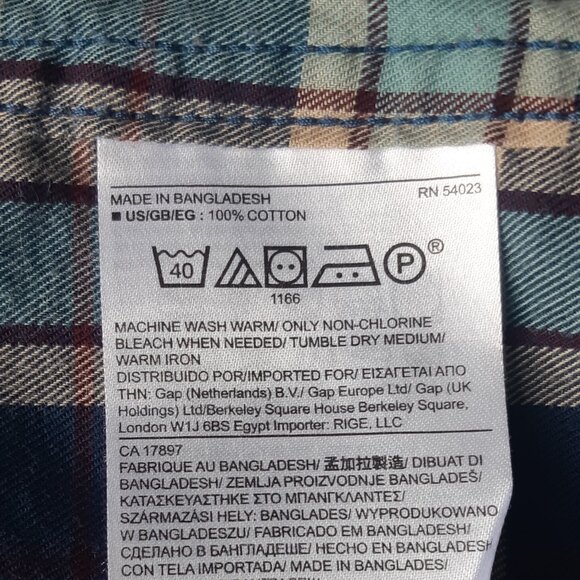 MADE IN BANGLADESH RN 54023
■ US/GB/EG : 100% COTTON
40 P ®
1166
MACHINE WASH WARM/ ONLY NON-CHLORINE
BLEACH WHEN NEEDED/ TUMBLE DRY MEDIUM/
WARM IRON
DISTRIBUIDO POR/IMPORTED FOR/ ΕΙΣΑΓΕΤΑΙ ΑΠΟ
ΤΗΝ: Gap (Netherlands) B.V./ Gap Europe Ltd/ Gap (UK
Holdings) Ltd/Berkeley Square House Berkeley Square,
London W1J 6BS Egypt Importer: RIGE, LLC
CA 17897
FABRIQUE AU BANGLADESH/ 孟加拉製造/ DIBUAT DI
BANGLADESH/ ZEMLJA PROIZVODNJE BANGLADEŠ/
ΚΑΤΑΣΚΕΥΑΣΤΗΚΕ ΣΤΟ ΜΠΑΝΓΚΛΑΝΤΕΣ/
SZÁRMAZÁSI HELY: BANGLADES/ WYPRODUKOWANO
W BANGLADESZU/ FABRICADO EM BANGLADESH/
СДЕЛАНО В БАНГЛАДЕШЕ/ HECHO EN BANGLADESH
CON TELA IMPORTADA/ MADE IN